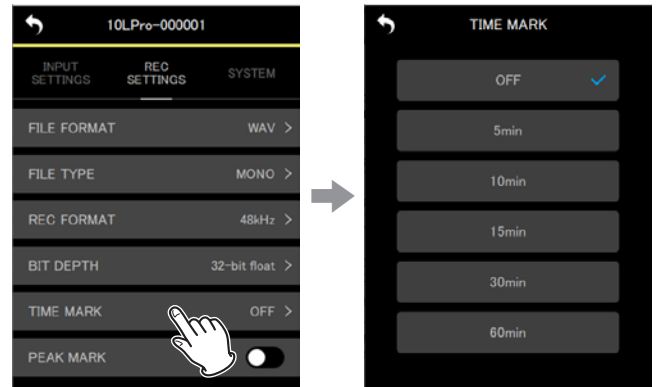 10LPro-000001
INPUT SETTINGS
REC SETTINGS
SYSTEM
FILE FORMAT WAV >
FILE TYPE MONO >
REC FORMAT 48kHz >
BIT DEPTH 32-bit float >
TIME MARK OFF >
PEAK MARK
TIME MARK
OFF
5min
10min
15min
30min
60min